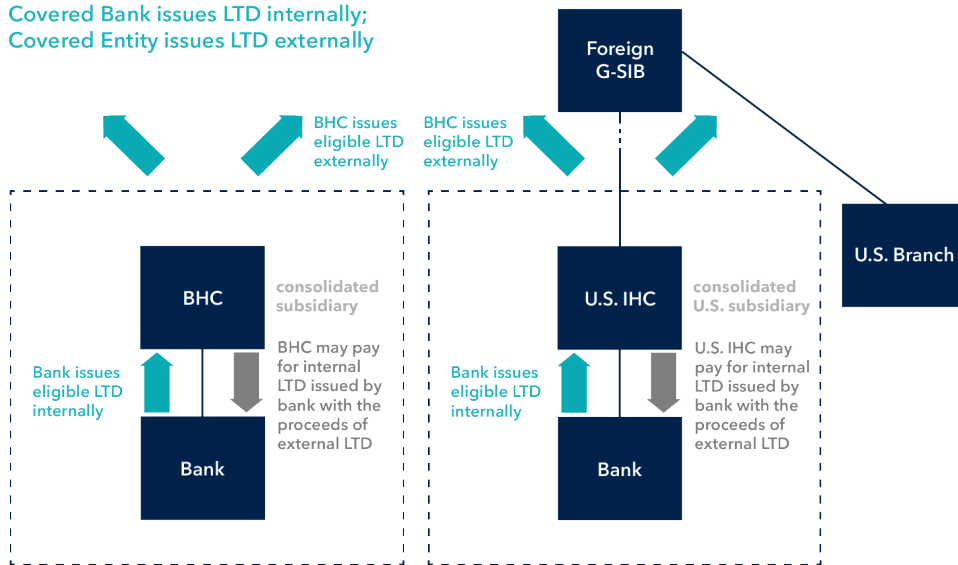 Covered Bank issues LTD internally;
Covered Entity issues LTD externally
Foreign
G-SIB
BHC issues
eligible LTD
externally
BHC issues
eligible LTD
externally
U.S. Branch
BHC
consolidated
subsidiary
Bank issues
eligible LTD
internally
BHC may pay
for internal
LTD issued by
bank with the
proceeds of
external LTD
Bank
U.S. IHC
consolidated
U.S. subsidiary
Bank issues
eligible LTD
internally
U.S. IHC may
pay for internal
LTD issued by
bank with the
proceeds of
external LTD
Bank